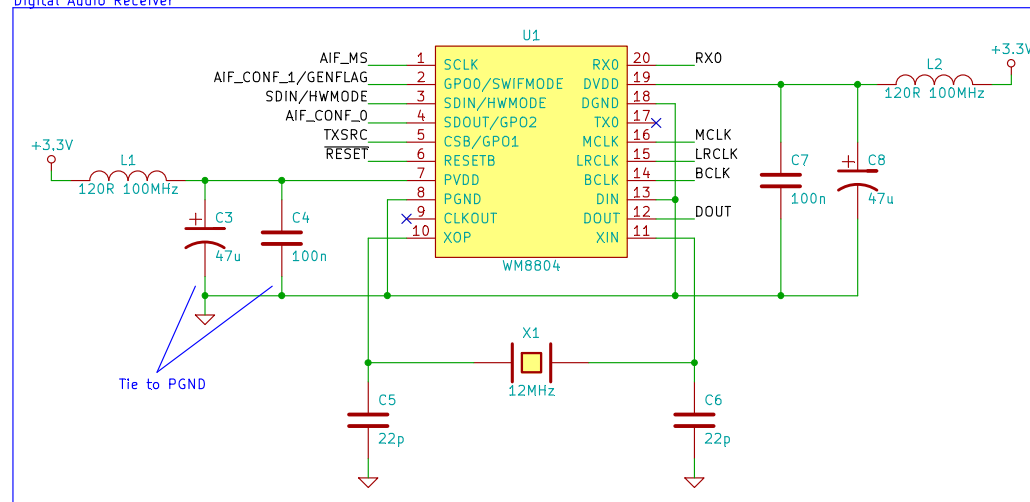 Digital Audio Receiver
U1
AIF_MS 1 SCLK RX0 20 RX0
AIF_CONF_1/GENFLAG 2 GPO0/SWIFMODE DVDD 19
SDIN/HWMODE 3 SDIN/HWMODE DGND 18
AIF_CONF_0 4 SDOUT/GPO2 TX0 17
TXSRC 5 CSB/GPO1 MCLK 16 MCLK
RESET 6 RESETB LRCLK 15 LRCLK
7 PVDD BCLK 14 BCLK
8 PGND DIN 13
9 CLKOUT DOUT 12 DOUT
10 XOP XIN 11
WM8804
+3.3V
L1
120R 100MHz
C3
47u
C4
100n
+3.3V
L2
120R 100MHz
C7
100n
C8
47u
Tie to PGND
X1
12MHz
C5
22p
C6
22p